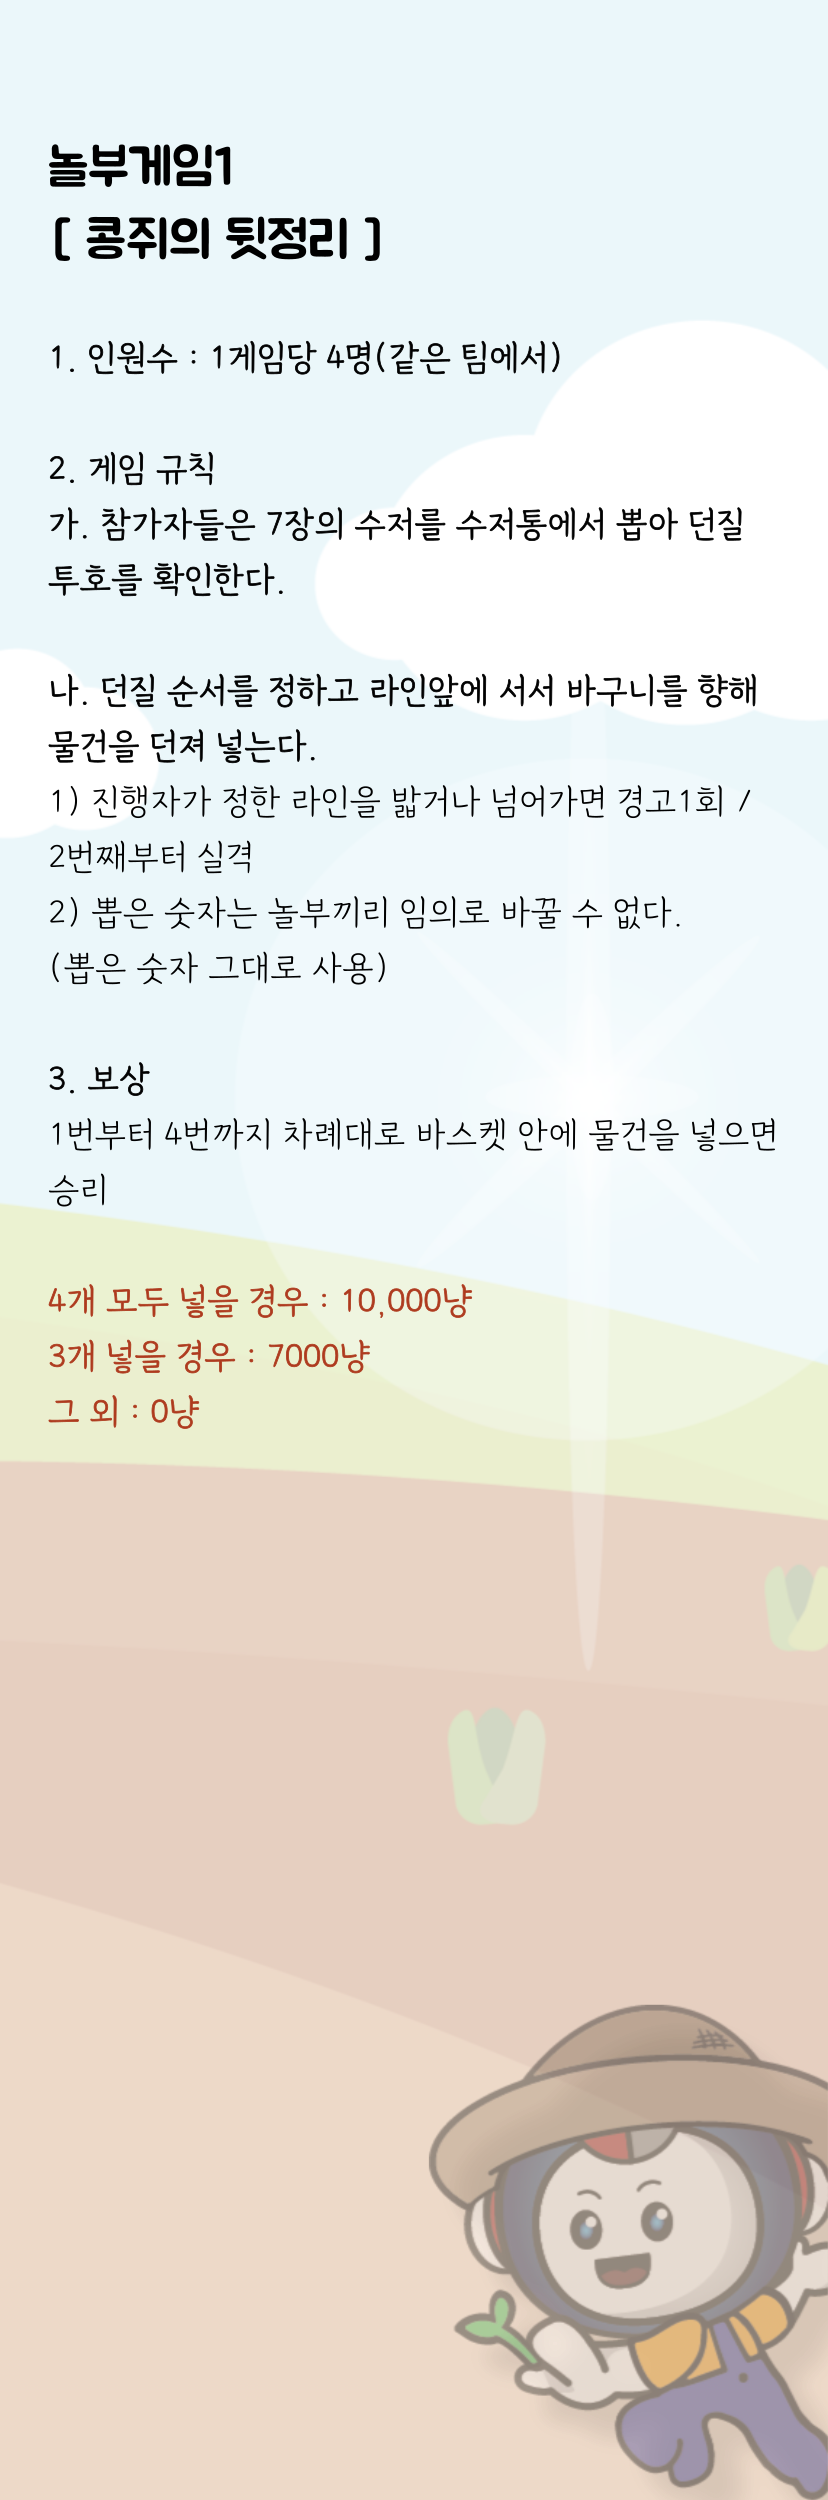 놀부게임1
[ 콩쥐의 뒷정리 ]
1. 인원수 : 1게임당 4명(같은 팀에서)
2. 게임 규칙
가. 참가자들은 7장의 수저를 수저통에서 뽑아 던질
투호를 확인한다.
나. 던질 순서를 정하고 라인앞에 서서 바구니를 향해
물건을 던져 넣는다.
1) 진행자가 정한 라인을 밟거나 넘어가면 경고1회 /
2번째부터 실격
2) 뽑은 숫자는 놀부끼리 임의로 바꿀 수 없다.
(뽑은 숫자 그대로 사용)
3. 보상
1번부터 4번까지 차례대로 바스켓 안에 물건을 넣으면
승리
4개 모두 넣을 경우 : 10,000냥
3개 넣을 경우 : 7000냥
그 외 : 0냥